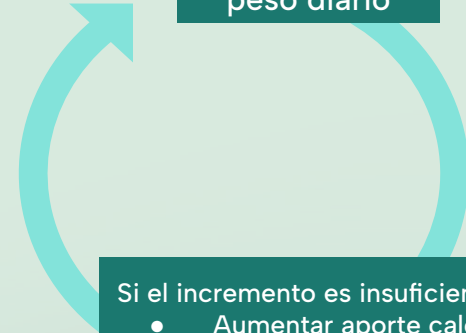 peso diario
Si el incremento es insuficien
● Aumentar aporte cal